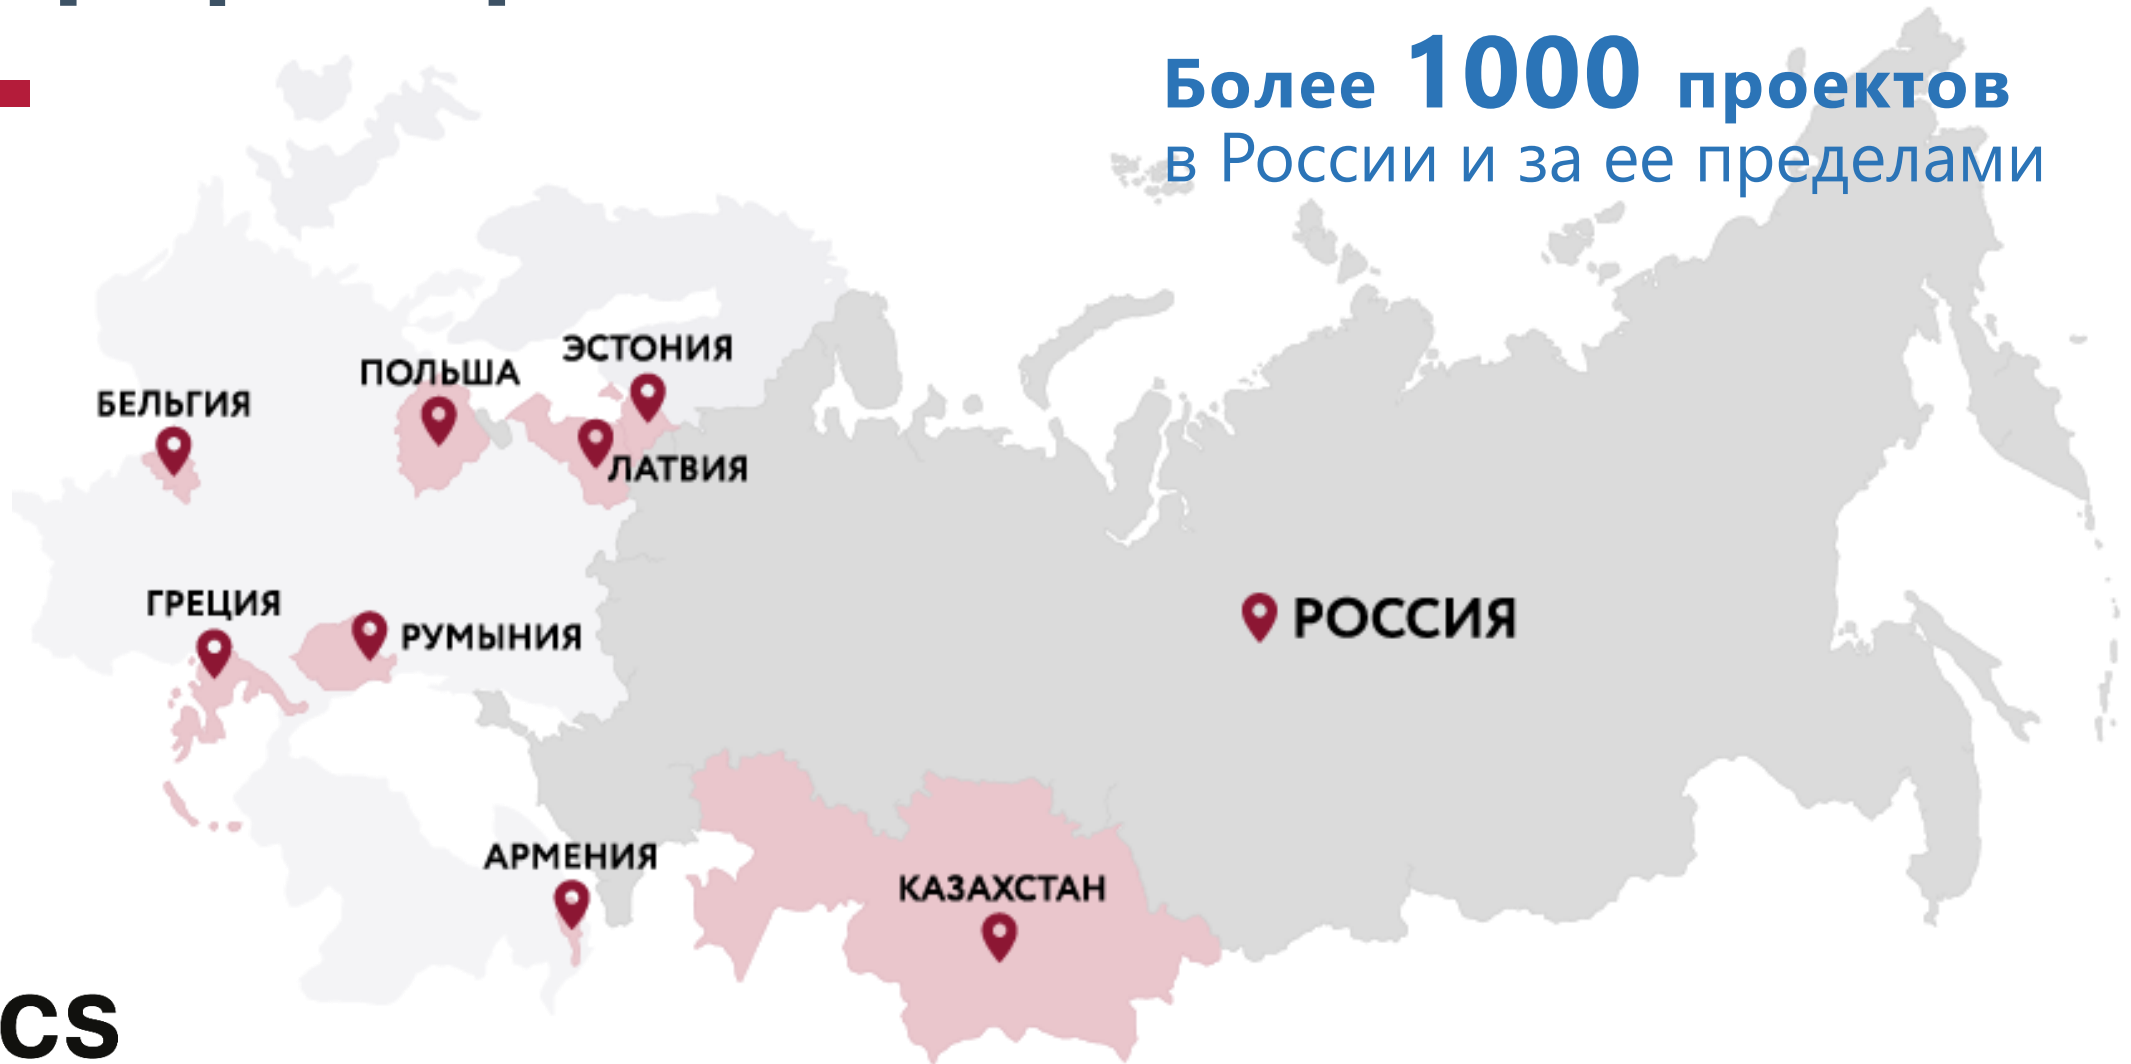 Более 1000 проектов
в России и за ее пределами
ЭСТОНИЯ
ПОЛЬША
БЕЛЬГИЯ
ЛАТВИЯ
ГРЕЦИЯ
РУМЫНИЯ
РОССИЯ
АРМЕНИЯ
КАЗАХСТАН
cs